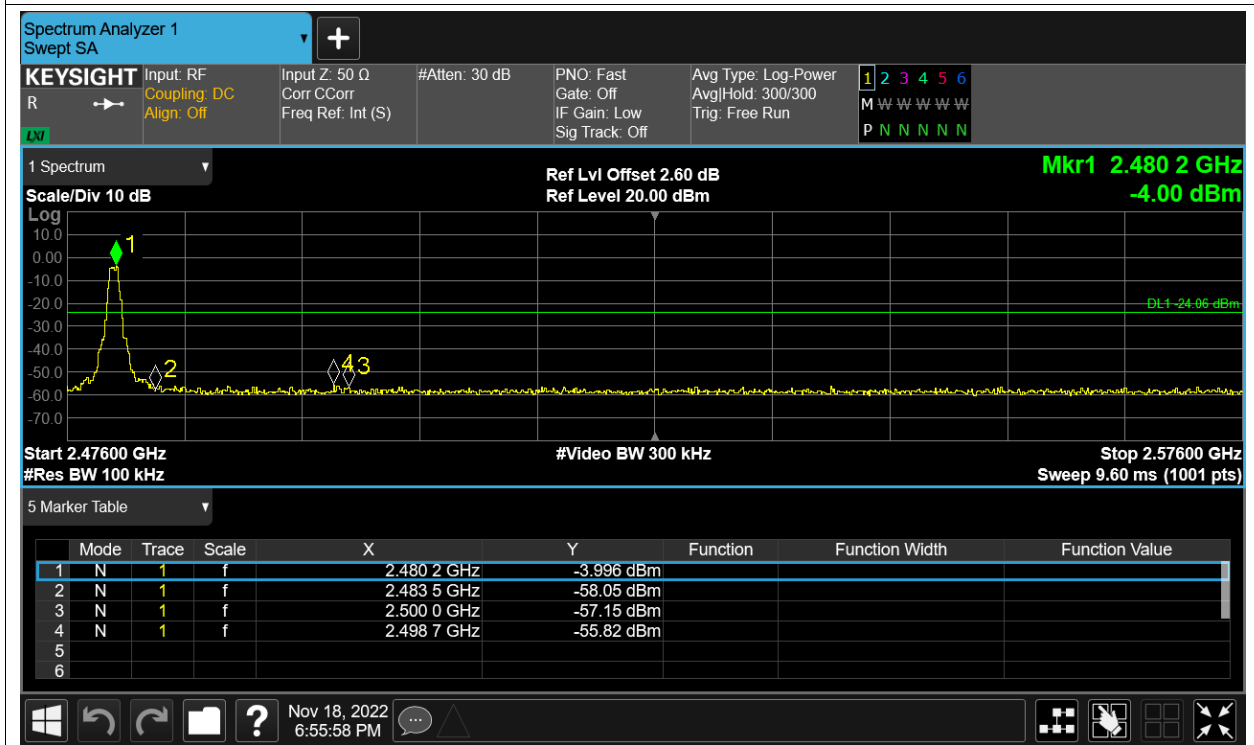 Spectrum Analyzer 1
Swept SA
+
KEYSIGHT
R
LXI
Input: RF
Coupling: DC
Align: Off
Input Z: 50 Ω
Corr CCorr
Freq Ref: Int (S)
#Atten: 30 dB
PNO: Fast
Gate: Off
IF Gain: Low
Sig Track: Off
Avg Type: Log-Power
Avg|Hold: 300/300
Trig: Free Run
1 2 3 4 5 6
M W W W W W
P N N N N N
1 Spectrum
Scale/Div 10 dB
Ref Lvl Offset 2.60 dB
Ref Level 20.00 dBm
Mkr1 2.480 2 GHz
-4.00 dBm
Log
10.0
0.00
-10.0
-20.0
-30.0
-40.0
-50.0
-60.0
-70.0
1
2
4 3
DL1 -24.06 dBm
Start 2.47600 GHz #Video BW 300 kHz Stop 2.57600 GHz
#Res BW 100 kHz Sweep 9.60 ms (1001 pts)
5 Marker Table
Mode Trace Scale X Y Function Function Width Function Value
1 N 1 f 2.480 2 GHz -3.996 dBm
2 N 1 f 2.483 5 GHz -58.05 dBm
3 N 1 f 2.500 0 GHz -57.15 dBm
4 N 1 f 2.498 7 GHz -55.82 dBm
5
6
?
Nov 18, 2022
6:55:58 PM